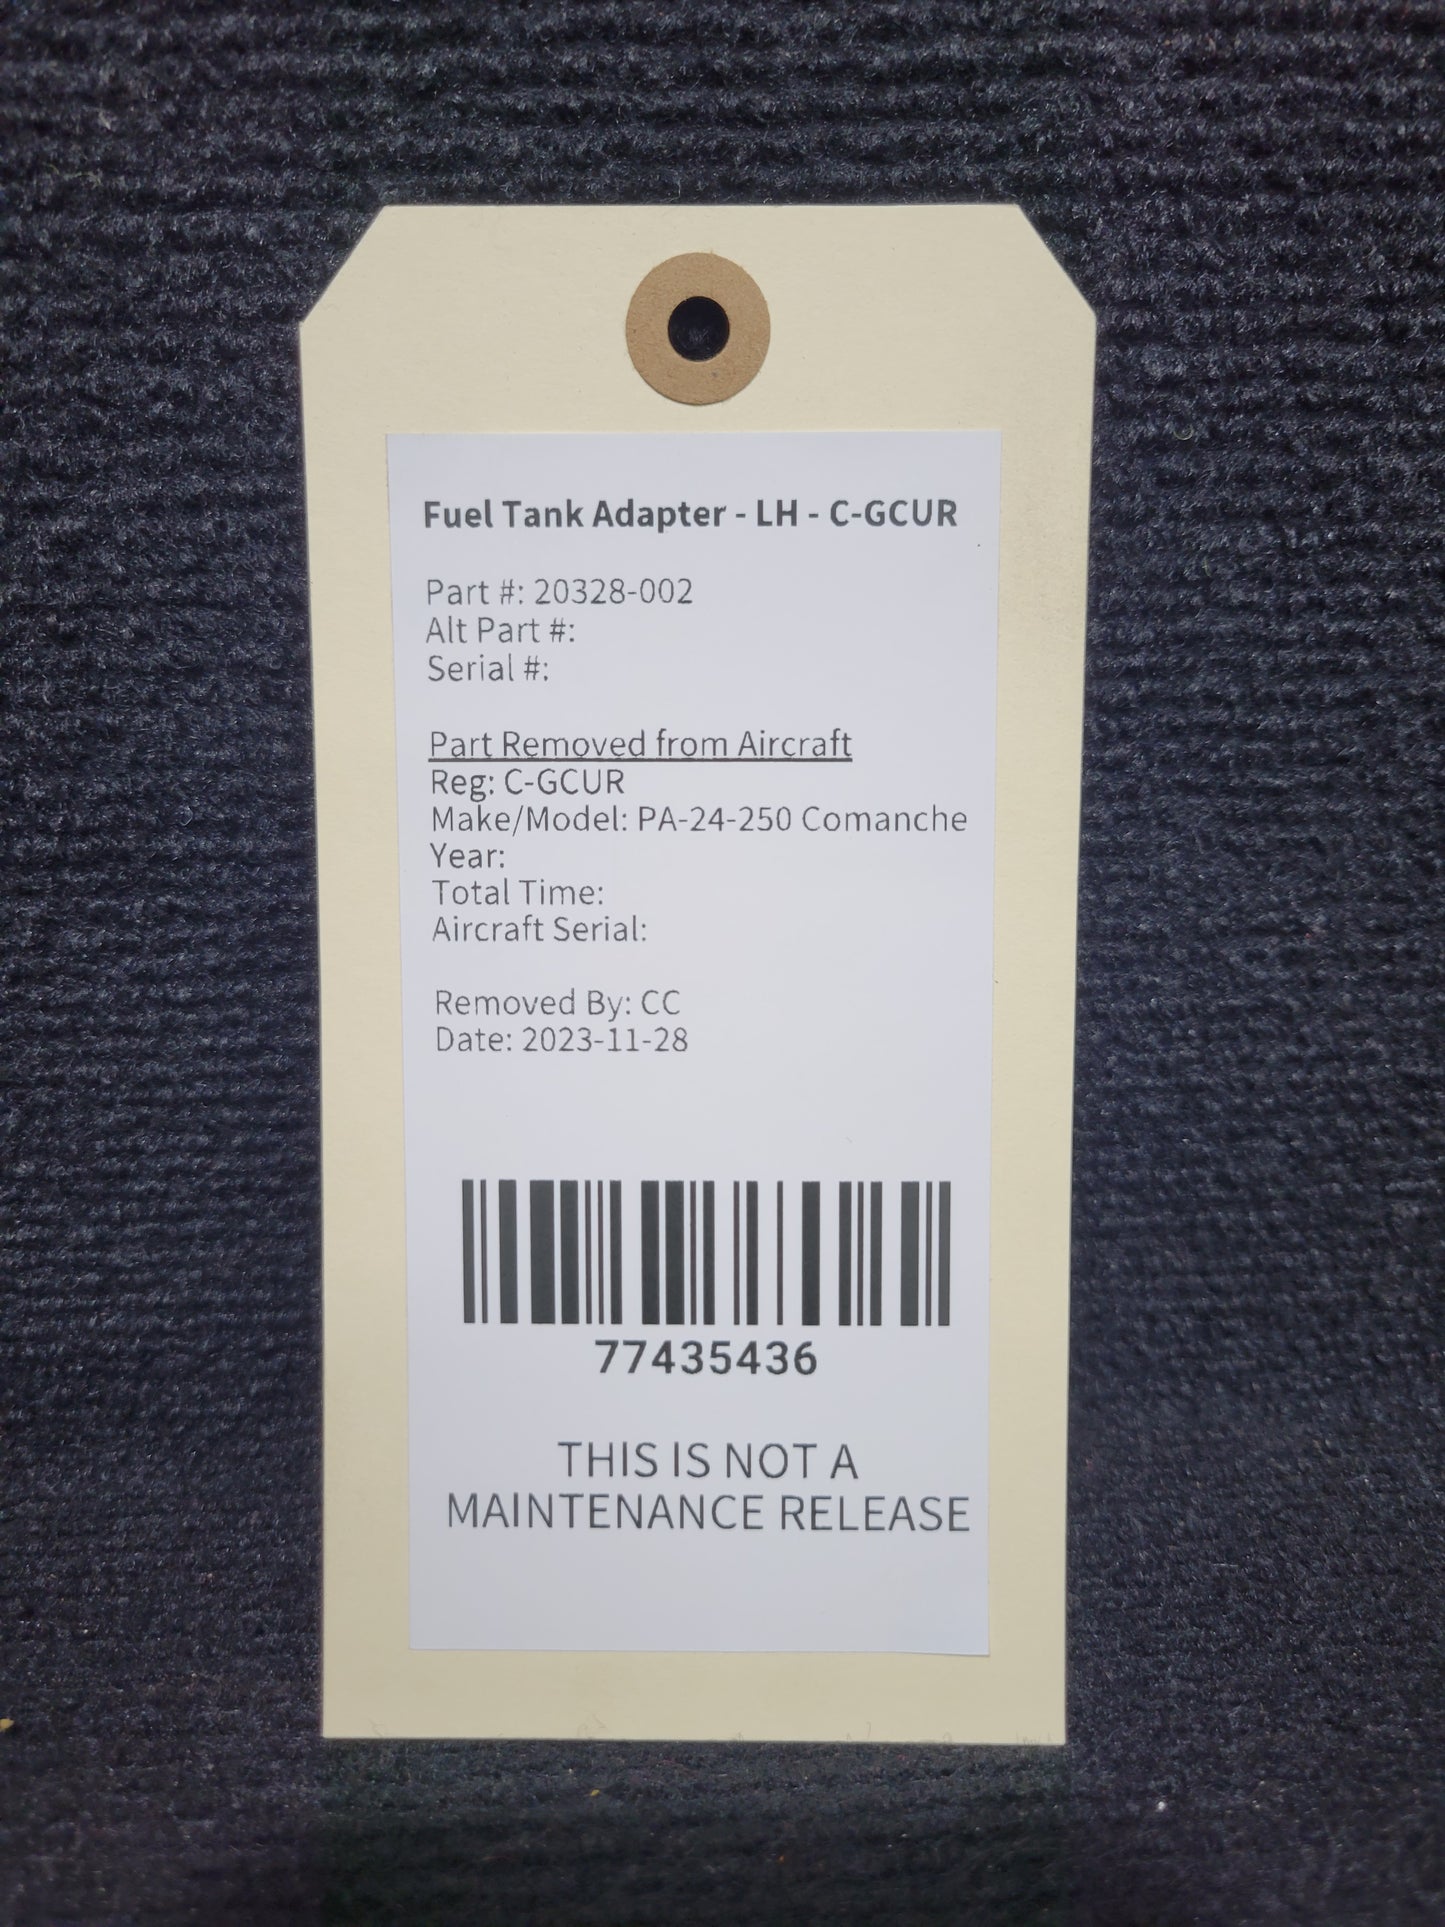 Fuel Tank Adapter - LH - C-GCUR
Part #: 20328-002
Alt Part #:
Serial #:
Part Removed from Aircraft
Reg: C-GCUR
Make/Model: PA-24-250 Comanche
Year:
Total Time:
Aircraft Serial:
Removed By: CC
Date: 2023-11-28
77435436
THIS IS NOT A
MAINTENANCE RELEASE